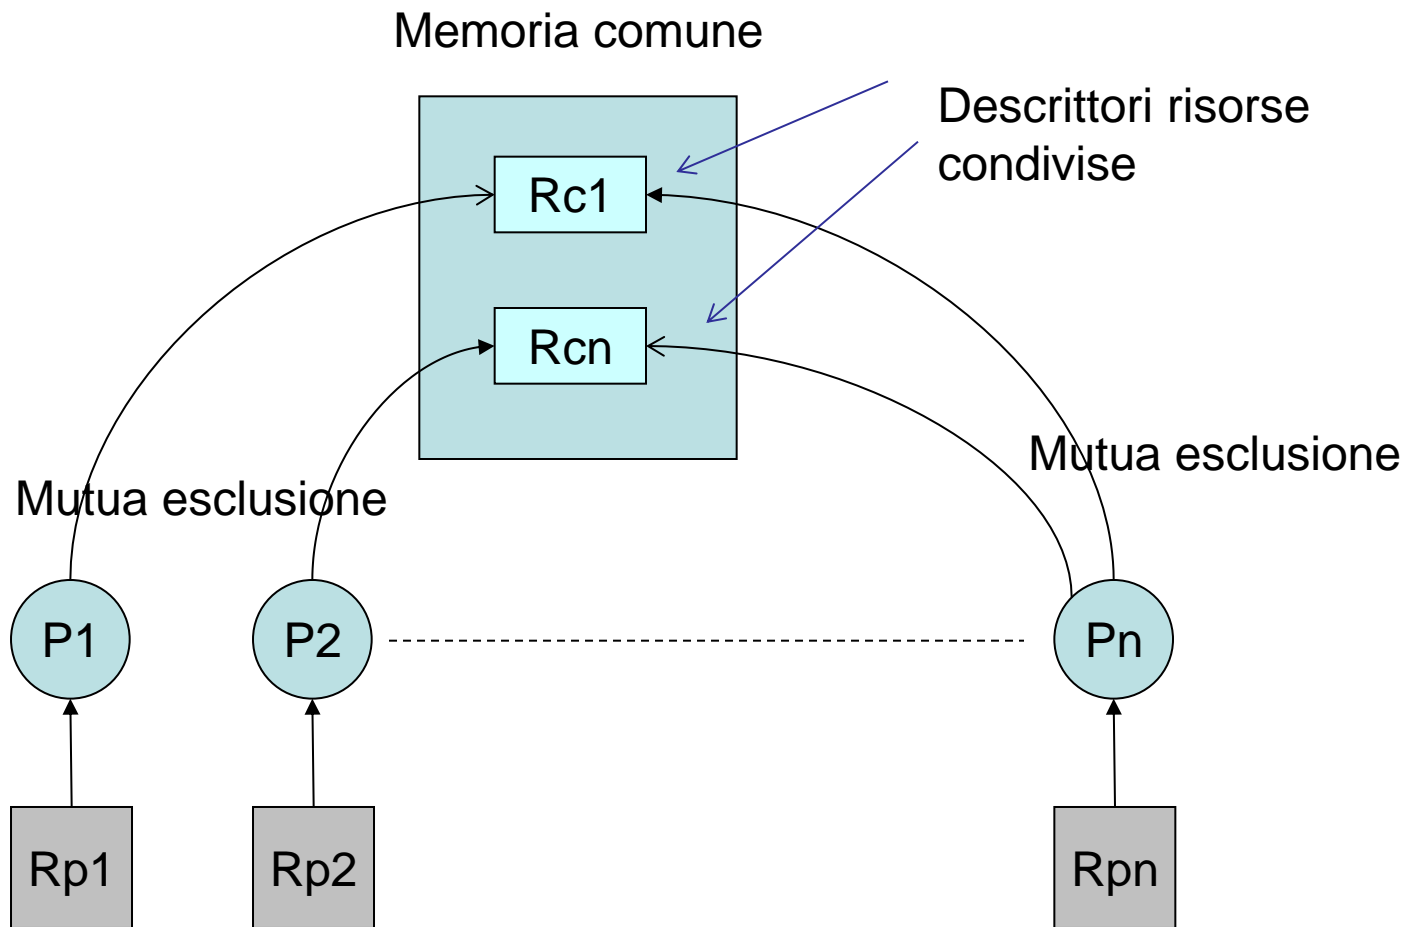 Memoria comune
Descrittori risorse
condivise
Rc1
Rcn
Mutua esclusione
Mutua esclusione
P1
P2
Pn
Rp1
Rp2
Rpn